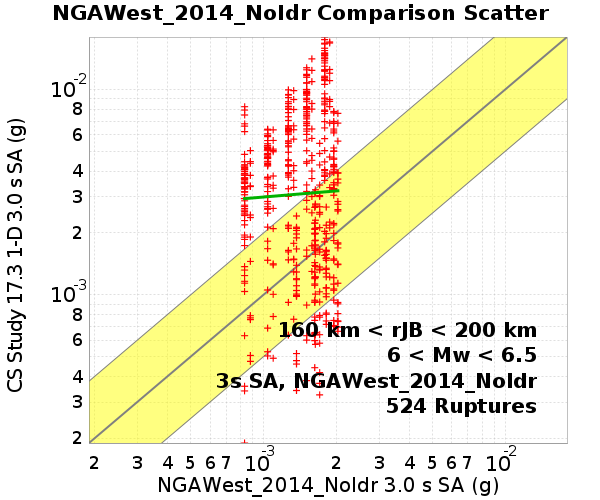 NGAWest_2014_NoIdr Comparison Scatter
CS Study 17.3 1-D 3.0 s SA (g)
10-2
8
6
4
3
2
10-3
8
6
4
3
2
160 km < rJB < 200 km
6 < Mw < 6.5
3s SA, NGAWest_2014_NoIdr
524 Ruptures
2 3 4 5 6 7 10-3 2 3 4 5 6 7 10-2
NGAWest_2014_NoIdr 3.0 s SA (g)